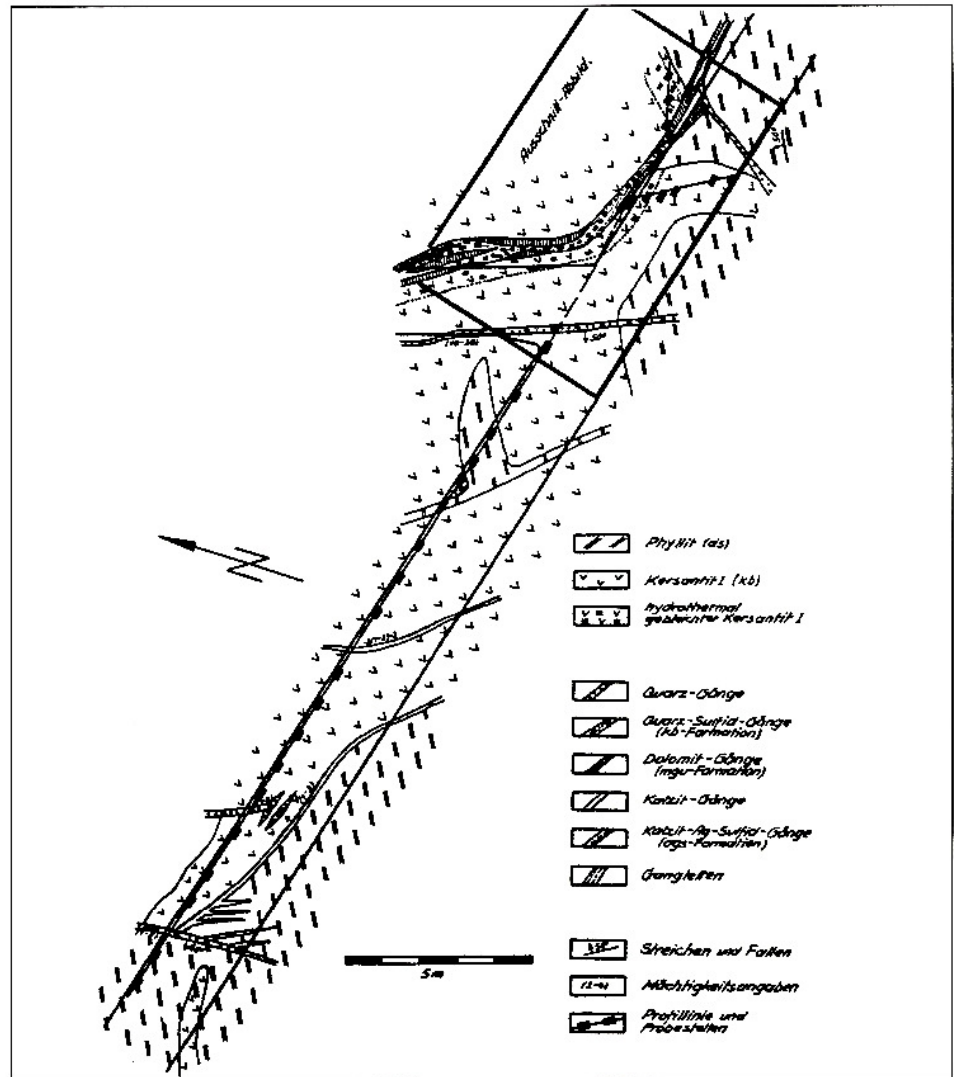 Ausschnitt-Abbild.
Phyllit (ds)
Kersantit I (kb)
hydrothermal
gebleichter Kersantit I
Quarz-Gänge
Quarz-Sulfid-Gänge
(kb-Formation)
Dolomit-Gänge
(mgu-Formation)
Kalzit-Gänge
Kalzit-Ag-Sulfid-Gänge
(ags-Formation)
Gangletten
Streichen und Fallen
Mächtigkeitsangaben
Profillinie und
Probestellen
5m